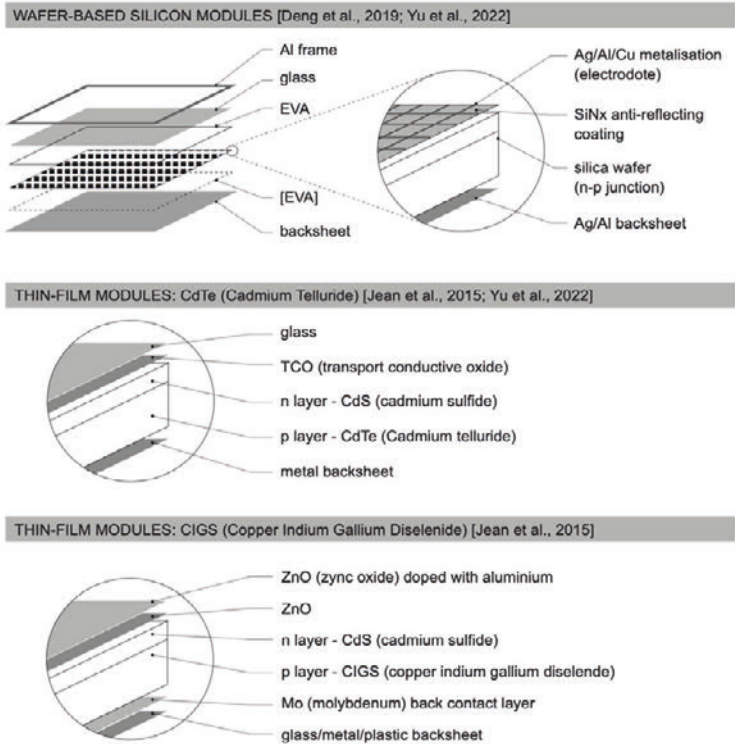 WAFER-BASED SILICON MODULES [Deng et al., 2019; Yu et al., 2022]
Al frame
glass
EVA
[EVA]
backsheet
Ag/Al/Cu metalisation
(electrodote)
SiNx anti-reflecting
coating
silica wafer
(n-p junction)
Ag/Al backsheet
THIN-FILM MODULES: CdTe (Cadmium Telluride) [Jean et al., 2015; Yu et al., 2022]
glass
TCO (transport conductive oxide)
n layer - CdS (cadmium sulfide)
p layer - CdTe (Cadmium telluride)
metal backsheet
THIN-FILM MODULES: CIGS (Copper Indium Gallium Diselenide) [Jean et al., 2015]
ZnO (zync oxide) doped with aluminium
ZnO
n layer - CdS (cadmium sulfide)
p layer - CIGS (copper indium gallium diselende)
Mo (molybdenum) back contact layer
glass/metal/plastic backsheet